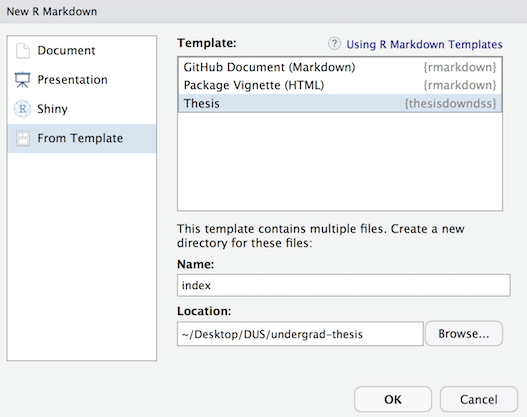 New R Markdown
Document
Presentation
R Shiny
From Template
Template:
? Using R Markdown Templates
GitHub Document (Markdown) {rmarkdown}
Package Vignette (HTML) {rmarkdown}
Thesis {thesisdowndss}
This template contains multiple files. Create a new
directory for these files:
Name:
index
Location:
~/Desktop/DUS/undergrad-thesis Browse...
OK Cancel